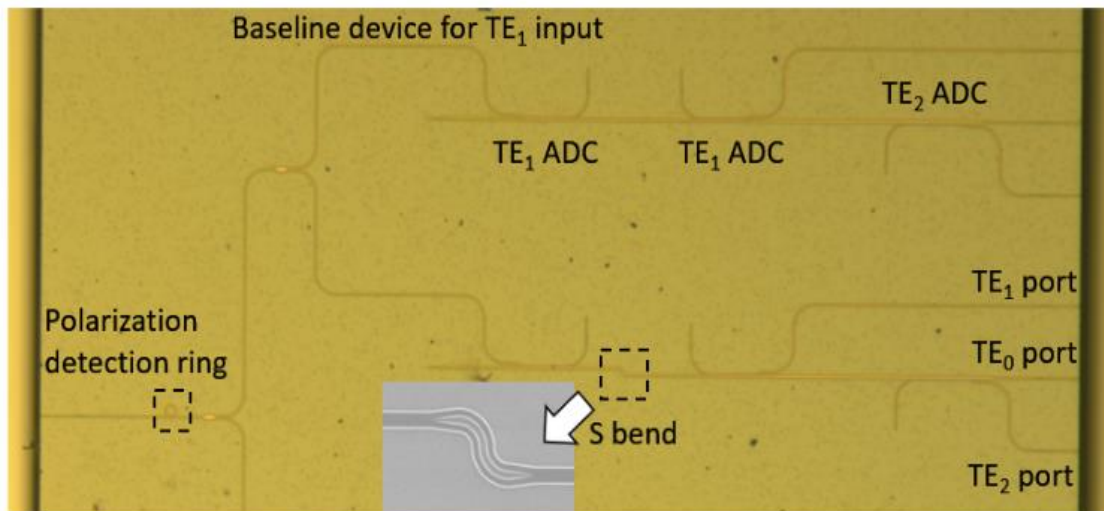 Baseline device for TE₁ input
TE₂ ADC
TE₁ ADC
TE₁ ADC
TE₁ port
Polarization
detection ring
TE₀ port
S bend
TE₂ port